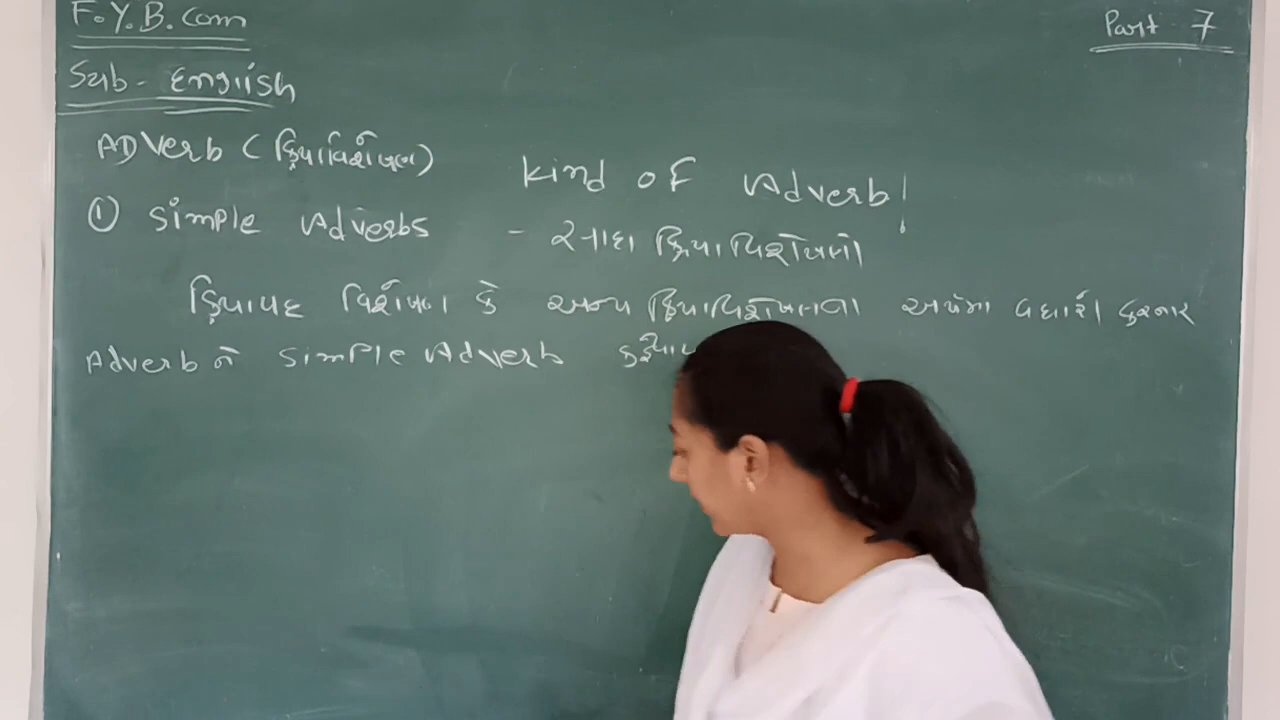 F.Y.B.Com
Part 7
Sub - English
ADVerb (ક્રિયાવિશેષણ)
Kind of Adverb!
① Simple Adverbs - સાદા ક્રિયાવિશેષણો
ક્રિયાપદ વિશેષણ કે અન્ય ક્રિયાવિશેષણના અર્થમાં વધારો કરનાર
Adverb ને Simple Adverb